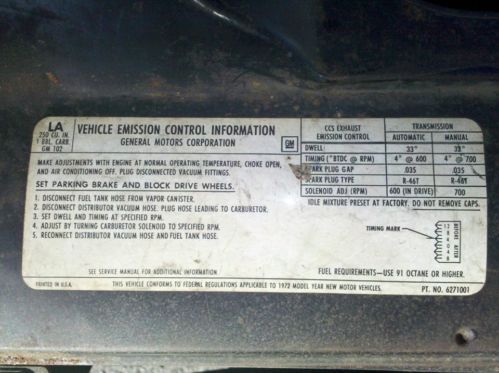 LA
250 CU. IN.
1 BBL. CARB.
GM 102
VEHICLE EMISSION CONTROL INFORMATION
GENERAL MOTORS CORPORATION
GM
MAKE ADJUSTMENTS WITH ENGINE AT NORMAL OPERATING TEMPERATURE, CHOKE OPEN,
AND AIR CONDITIONING OFF. PLUG DISCONNECTED VACUUM FITTINGS.
SET PARKING BRAKE AND BLOCK DRIVE WHEELS.
1. DISCONNECT FUEL TANK HOSE FROM VAPOR CANISTER.
2. DISCONNECT DISTRIBUTOR VACUUM HOSE. PLUG HOSE LEADING TO CARBURETOR.
3. SET DWELL AND TIMING AT SPECIFIED RPM.
4. ADJUST BY TURNING CARBURETOR SOLENOID TO SPECIFIED RPM.
5. RECONNECT DISTRIBUTOR VACUUM HOSE AND FUEL TANK HOSE.
SEE SERVICE MANUAL FOR ADDITIONAL INFORMATION
CCS EXHAUST EMISSION CONTROL
TRANSMISSION
AUTOMATIC MANUAL
DWELL 33° 33°
TIMING (°BTDC @ RPM) 4° @ 600 4° @ 700
SPARK PLUG GAP .035 .035
SPARK PLUG TYPE R-46T R-46T
SOLENOID ADJ (RPM) 600 (IN DRIVE) 700
IDLE MIXTURE PRESET AT FACTORY. DO NOT REMOVE CAPS.
TIMING MARK
BEFORE
AFTER
FUEL REQUIREMENTS—USE 91 OCTANE OR HIGHER.
PRINTED IN U.S.A.
THIS VEHICLE CONFORMS TO FEDERAL REGULATIONS APPLICABLE TO 1972 MODEL YEAR NEW MOTOR VEHICLES.
PT. NO. 6271001